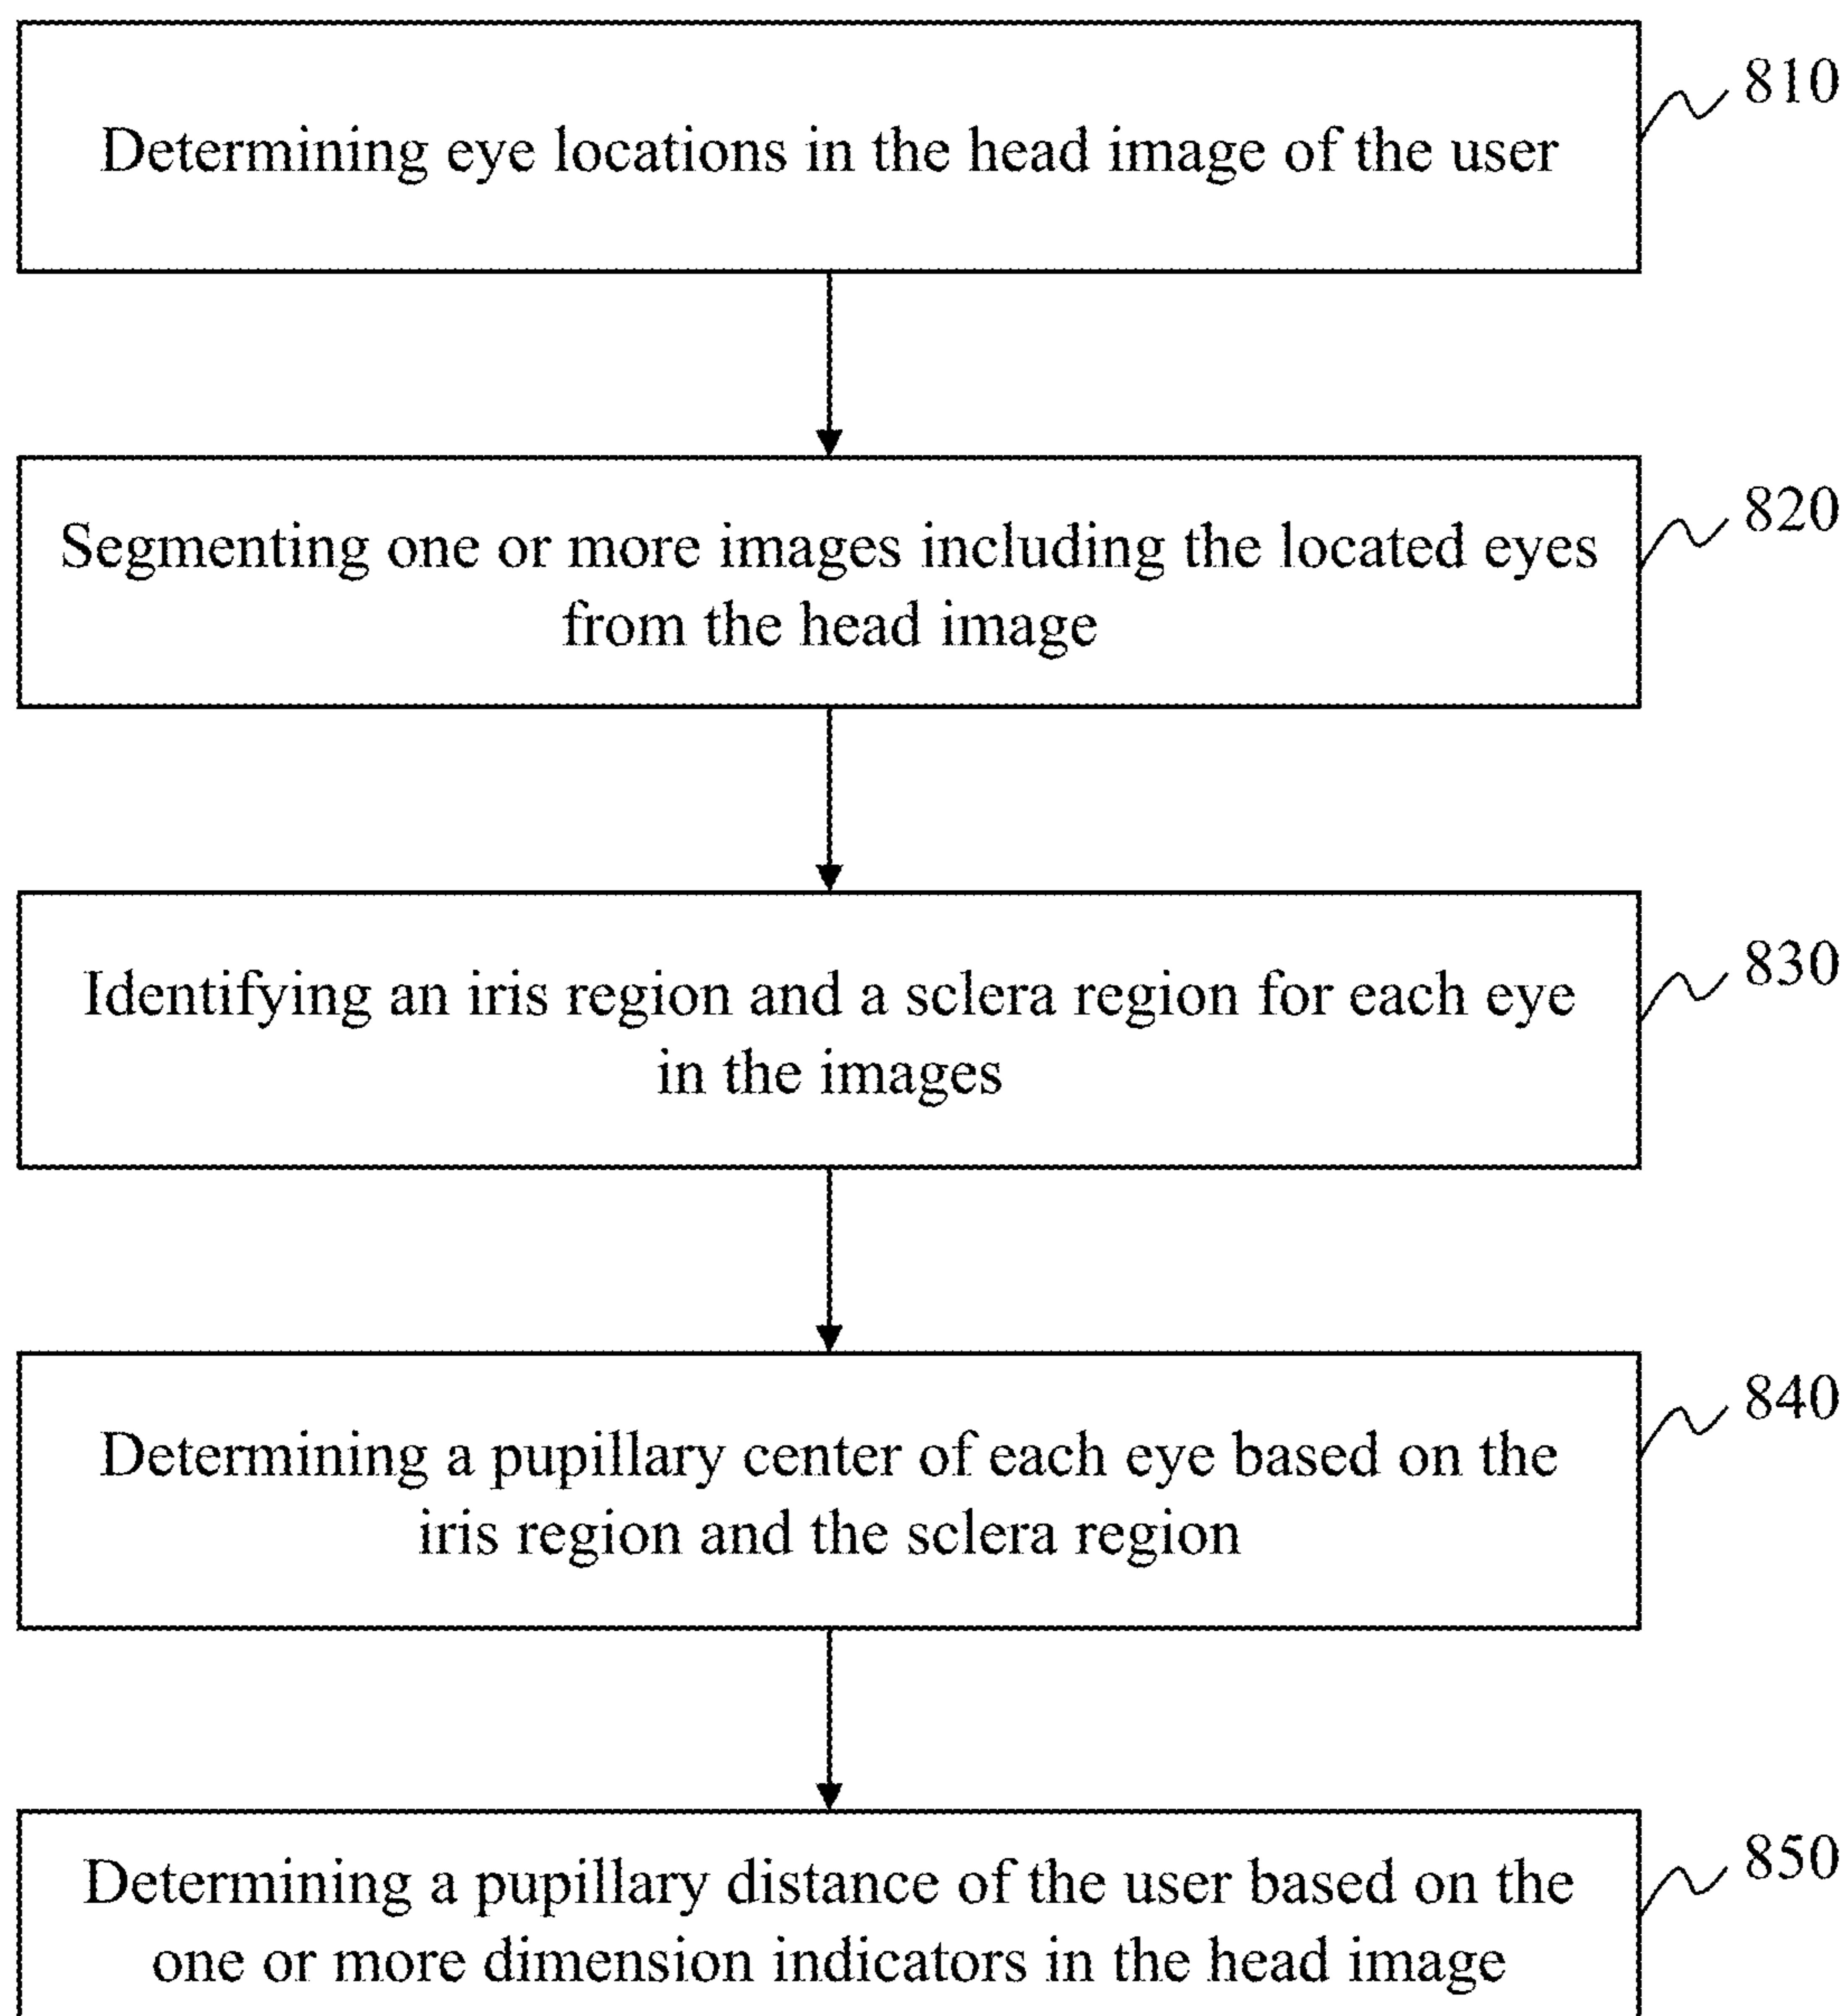 810
Determining eye locations in the head image of the user
820
Segmenting one or more images including the located eyes
from the head image
830
Identifying an iris region and a sclera region for each eye
in the images
840
Determining a pupillary center of each eye based on the
iris region and the sclera region
850
Determining a pupillary distance of the user based on the
one or more dimension indicators in the head image